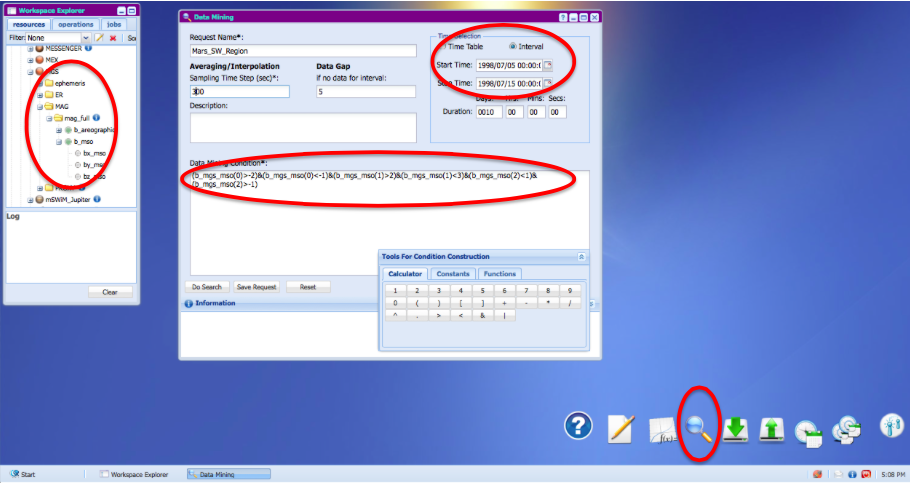 Workspace Explorer
resources operations jobs
Filter: None
MESSENGER
MEX
MGS
ephemeris
ER
MAG
mag_full
b_areographic
b_mso
bx_mso
by_mso
bz_mso
mSWiM_Jupiter
Log
Clear
Data Mining
Request Name*:
Mars_SW_Region
Averaging/Interpolation Data Gap
Sampling Time Step (sec)*: if no data for interval:
300 5
Description:
Time Selection
Time Table Interval
Start Time: 1998/07/05 00:00:0
Stop Time: 1998/07/15 00:00:0
Days: Hrs: Mins: Secs:
Duration: 0010 00 00 00
Data Mining Condition*:
(b_mgs_mso(0)>-2)&(b_mgs_mso(0)<-1)&(b_mgs_mso(1)>2)&(b_mgs_mso(1)<3)&(b_mgs_mso(2)<1)&
(b_mgs_mso(2)>-1)
Tools For Condition Construction
Calculator Constants Functions
1 2 3 4 5 6 7 8 9
0 ( ) [ ] + - * /
^ . > < & |
Do Search Save Request Reset
Information
?
f(x)=
Start Workspace Explorer Data Mining 5:08 PM